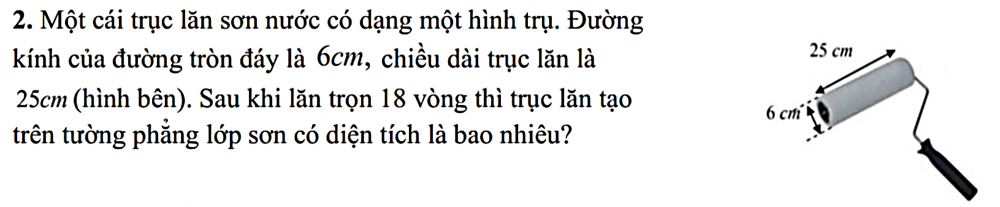 2. Một cái trục lăn sơn nước có dạng một hình trụ. Đường
kính của đường tròn đáy là 6cm, chiều dài trục lăn là
25cm (hình bên). Sau khi lăn trọn 18 vòng thì trục lăn tạo
trên tường phẳng lớp sơn có diện tích là bao nhiêu?
25 cm
6 cm